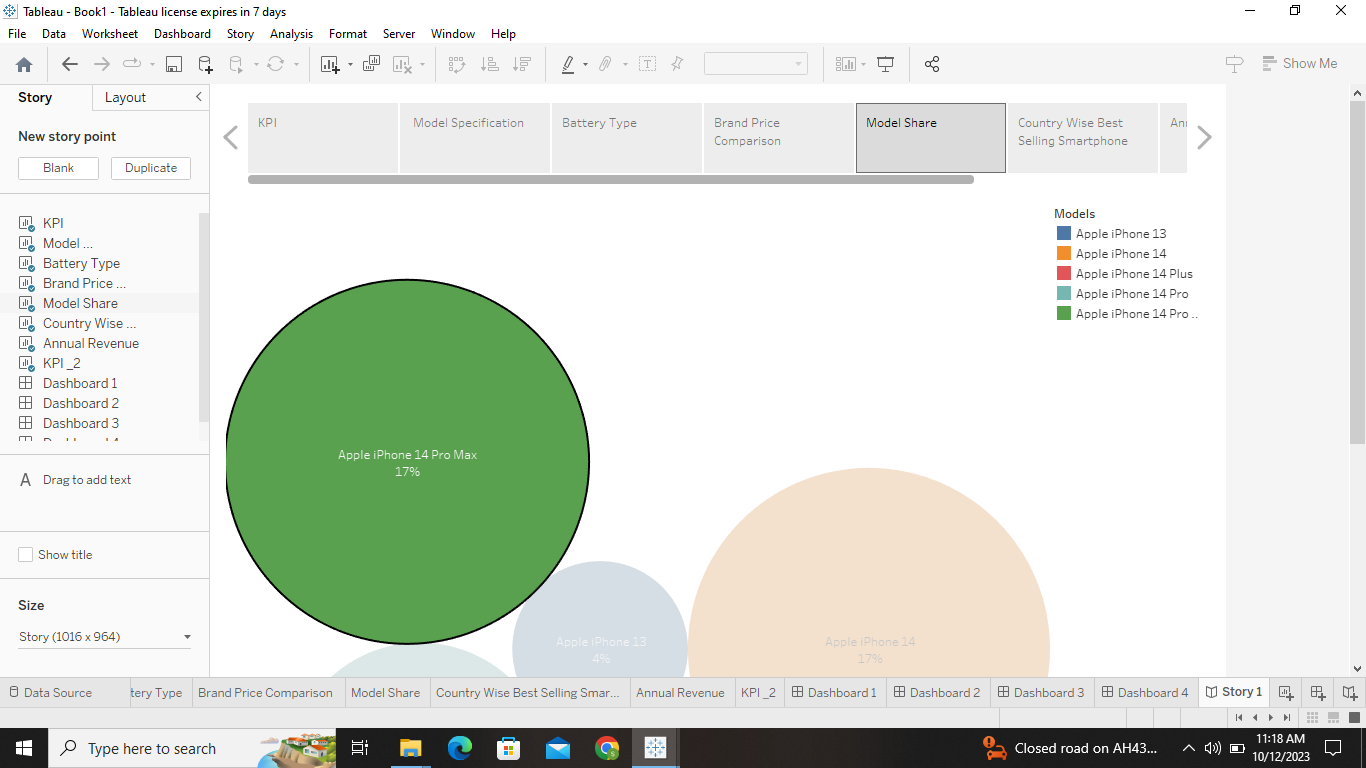 Tableau - Book1 - Tableau license expires in 7 days
File Data Worksheet Dashboard Story Analysis Format Server Window Help
Show Me
Story Layout
New story point
Blank Duplicate
KPI
Model ...
Battery Type
Brand Price ...
Model Share
Country Wise ...
Annual Revenue
KPI _2
Dashboard 1
Dashboard 2
Dashboard 3
A Drag to add text
Show title
Size
Story (1016 x 964)
KPI
Model Specification
Battery Type
Brand Price
Comparison
Model Share
Country Wise Best
Selling Smartphone
Models
Apple iPhone 13
Apple iPhone 14
Apple iPhone 14 Plus
Apple iPhone 14 Pro
Apple iPhone 14 Pro ..
Apple iPhone 14 Pro Max
17%
Apple iPhone 13
4%
Apple iPhone 14
17%
Data Source tery Type Brand Price Comparison Model Share Country Wise Best Selling Smar... Annual Revenue KPI _2 Dashboard 1 Dashboard 2 Dashboard 3 Dashboard 4 Story 1
Type here to search
Closed road on AH43...
11:18 AM
10/12/2023